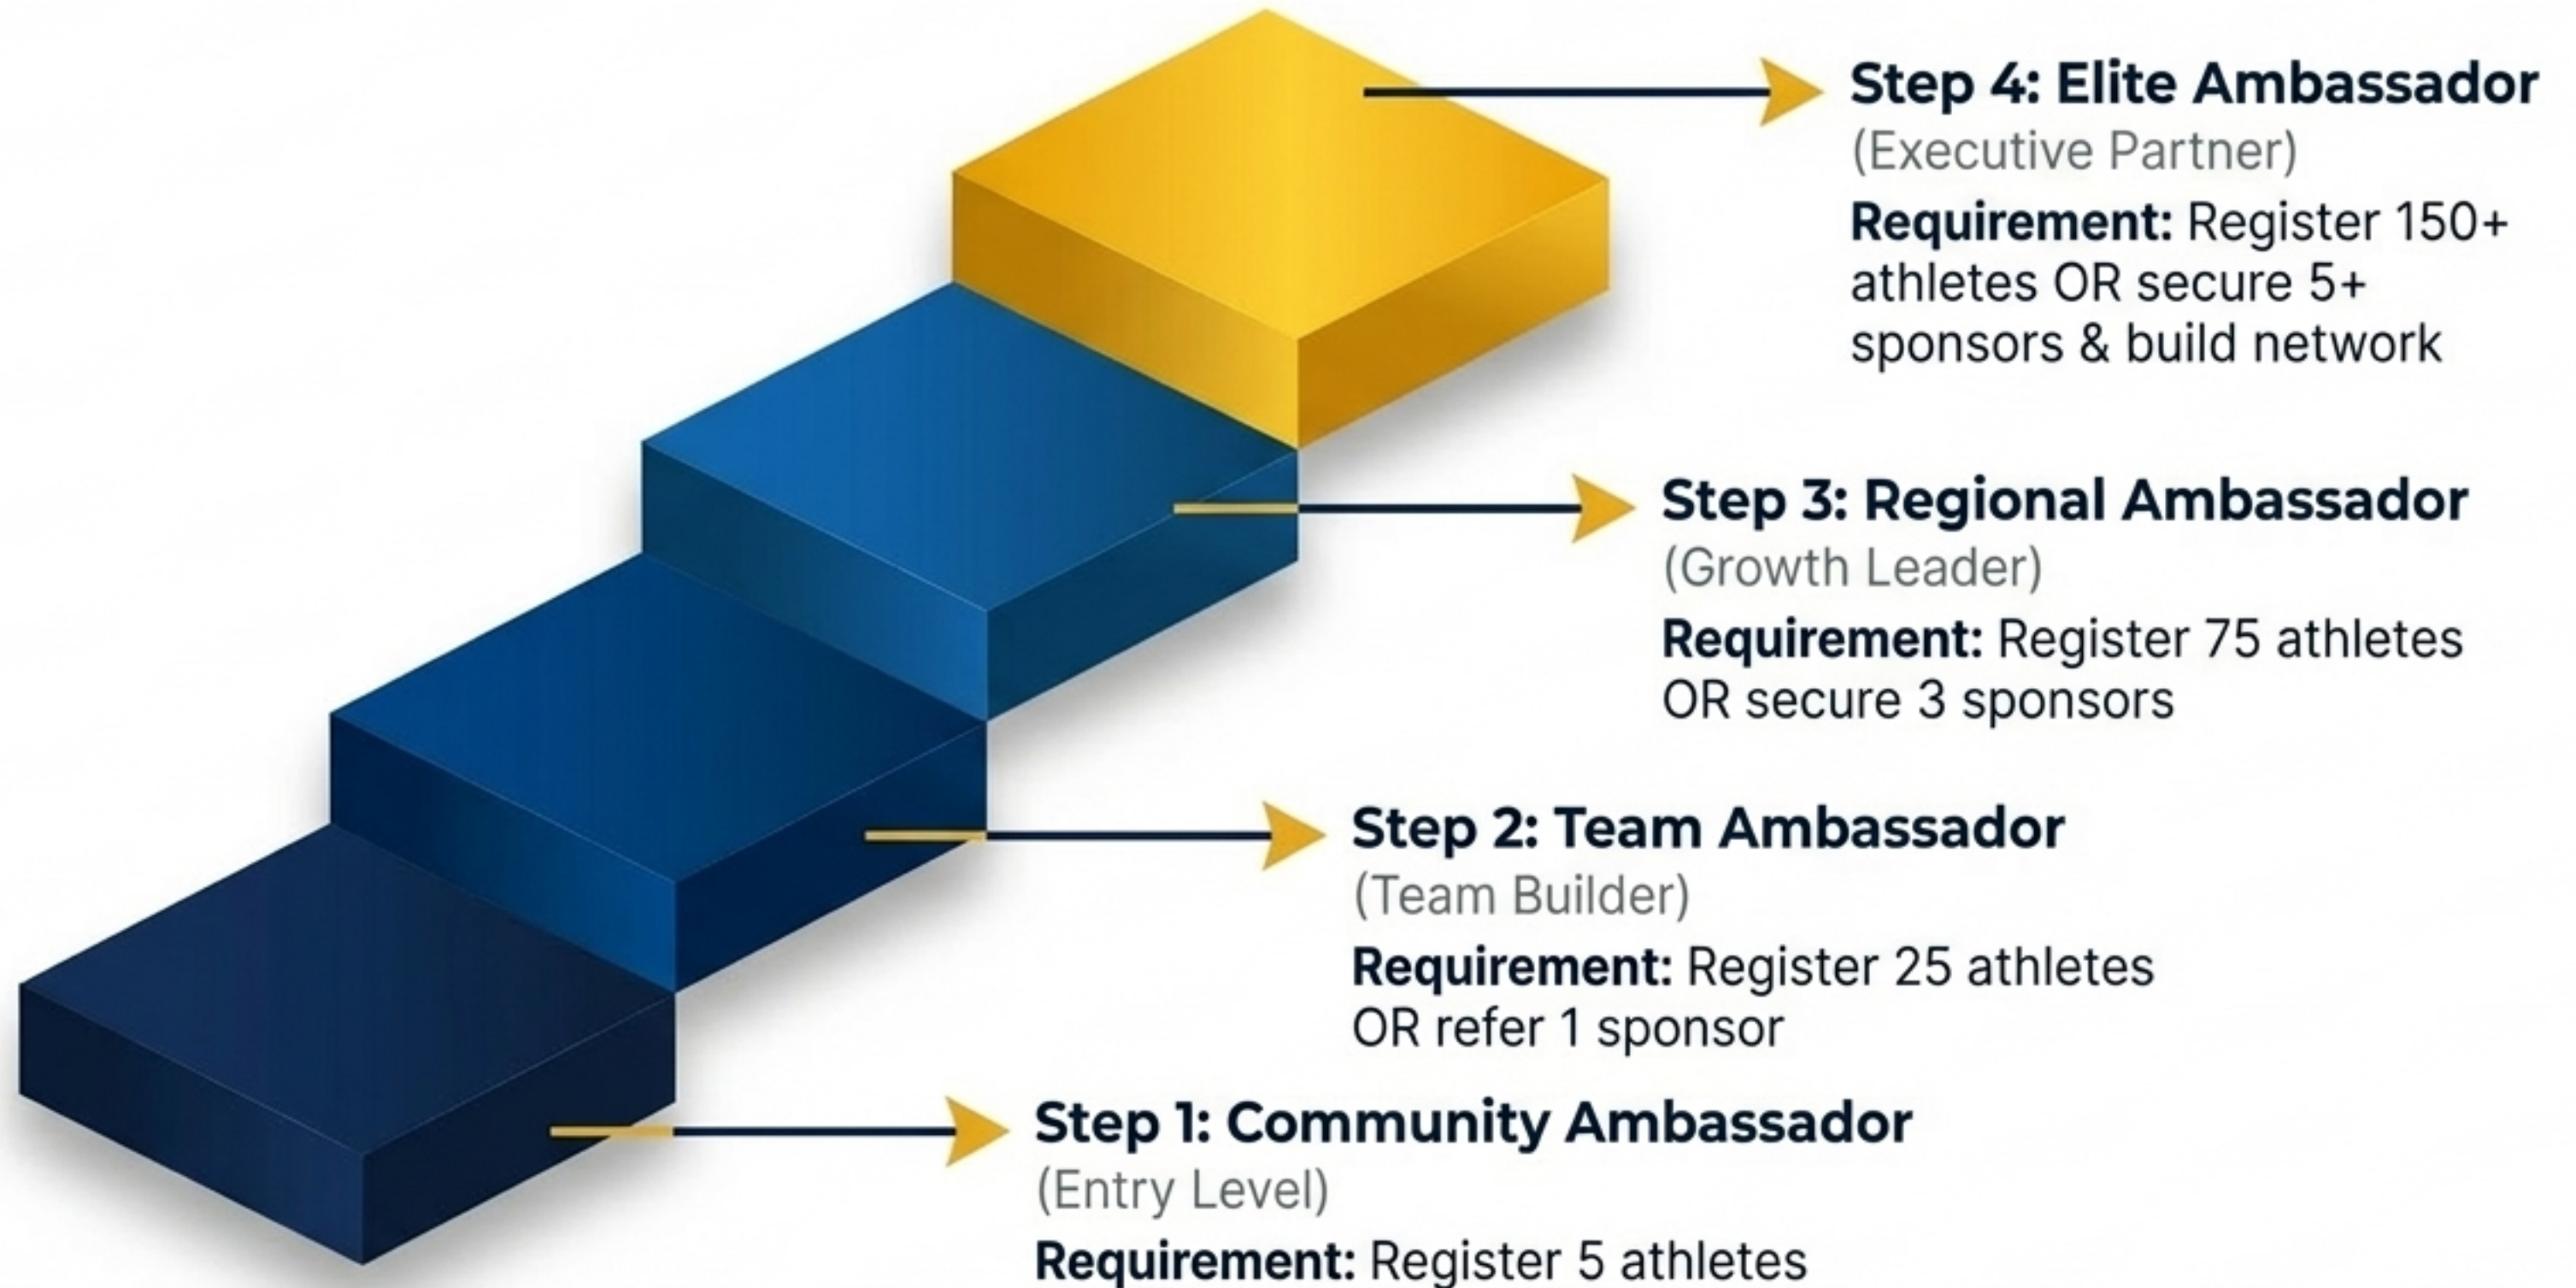 Step 4: Elite Ambassador
(Executive Partner)
Requirement: Register 150+
athletes OR secure 5+
sponsors & build network
Step 3: Regional Ambassador
(Growth Leader)
Requirement: Register 75 athletes
OR secure 3 sponsors
Step 2: Team Ambassador
(Team Builder)
Requirement: Register 25 athletes
OR refer 1 sponsor
Step 1: Community Ambassador
(Entry Level)
Requirement: Register 5 athletes